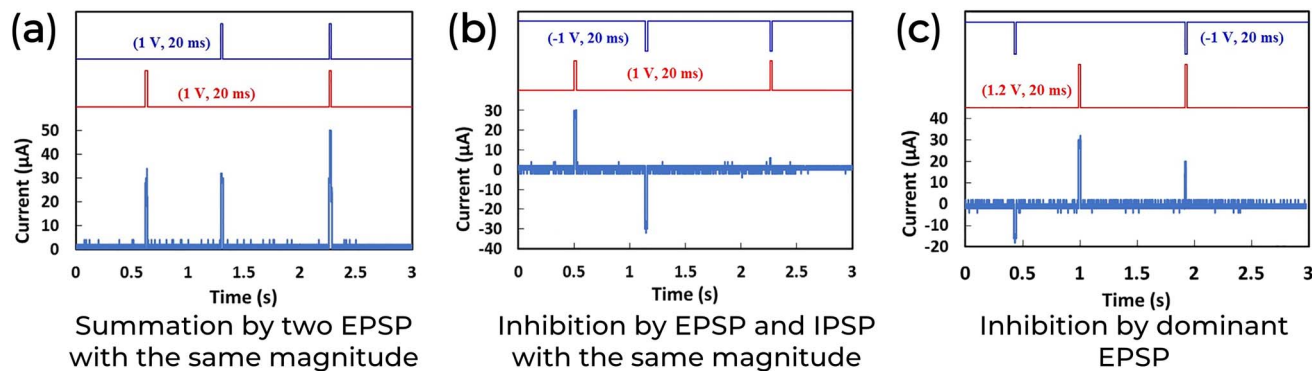 (a)
(1 V, 20 ms)
(1 V, 20 ms)
Current (µA)
50
40
30
20
10
0
0 0.5 1 1.5 2 2.5 3
Time (s)
Summation by two EPSP
with the same magnitude
(b)
(-1 V, 20 ms)
(1 V, 20 ms)
Current (µA)
30
20
10
0
-10
-20
-30
-40
0 0.5 1 1.5 2 2.5 3
Time (s)
Inhibition by EPSP and IPSP
with the same magnitude
(c)
(-1 V, 20 ms)
(1.2 V, 20 ms)
Current (µA)
40
30
20
10
0
-10
-20
0 0.5 1 1.5 2 2.5 3
Time (s)
Inhibition by dominant
EPSP